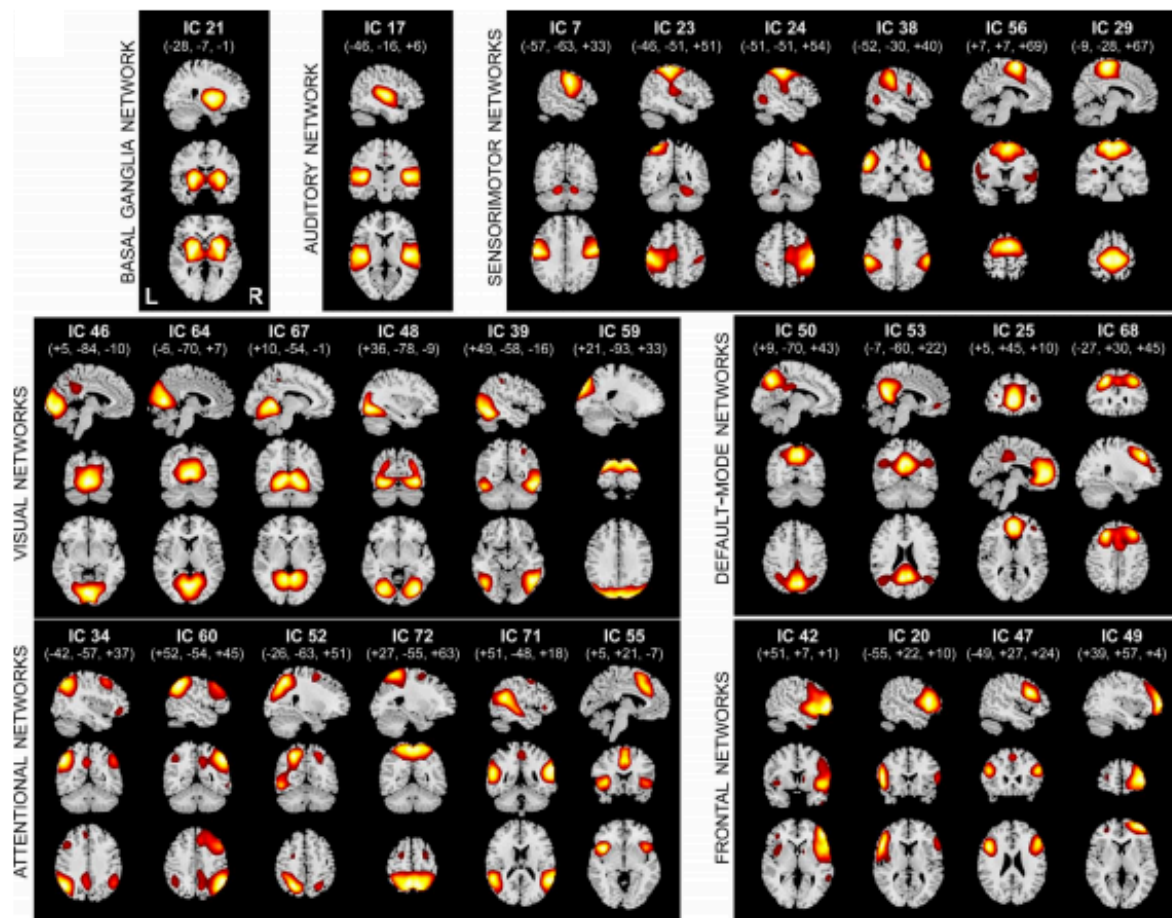 BASAL GANGLIA NETWORK
IC 21
(-28, -7, -1)
L R
AUDITORY NETWORK
IC 17
(-46, -16, +6)
SENSORIMOTOR NETWORKS
IC 7 IC 23 IC 24 IC 38 IC 56 IC 29
(-57, -63, +33) (-46, -51, +51) (-51, -51, +54) (-52, -30, +40) (+7, +7, +69) (-9, -28, +67)
VISUAL NETWORKS
IC 46 IC 64 IC 67 IC 48 IC 39 IC 59
(+5, -84, -10) (-6, -70, +7) (+10, -54, -1) (+36, -78, -9) (+49, -58, -16) (+21, -93, +33)
DEFAULT-MODE NETWORKS
IC 50 IC 53 IC 25 IC 68
(+9, -70, +43) (-7, -60, +22) (+5, +45, +10) (-27, +30, +45)
ATTENTIONAL NETWORKS
IC 34 IC 60 IC 52 IC 72 IC 71 IC 55
(-42, -57, +37) (+52, -54, +45) (-26, -63, +51) (+27, -55, +63) (+51, -48, +18) (+5, +21, -7)
FRONTAL NETWORKS
IC 42 IC 20 IC 47 IC 49
(+51, +7, +1) (-55, +22, +10) (-49, +27, +24) (+39, +57, +4)